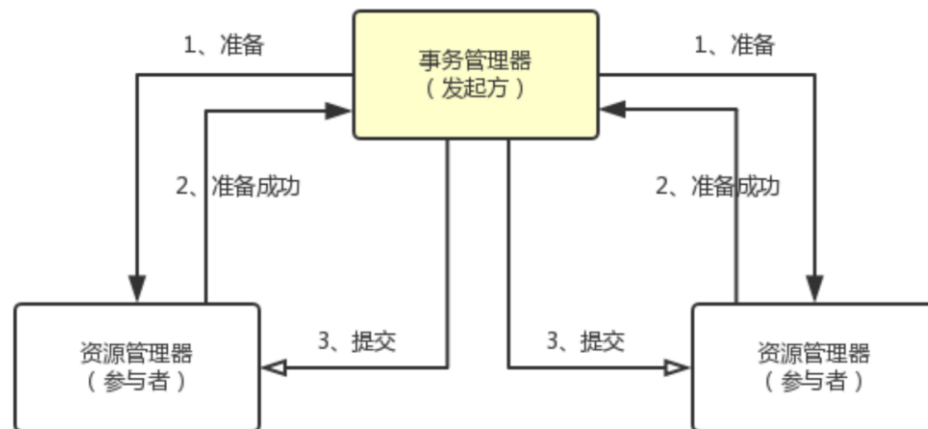 1、准备
1、准备
事务管理器
（发起方）
2、准备成功
2、准备成功
3、提交
3、提交
资源管理器
（参与者）
资源管理器
（参与者）